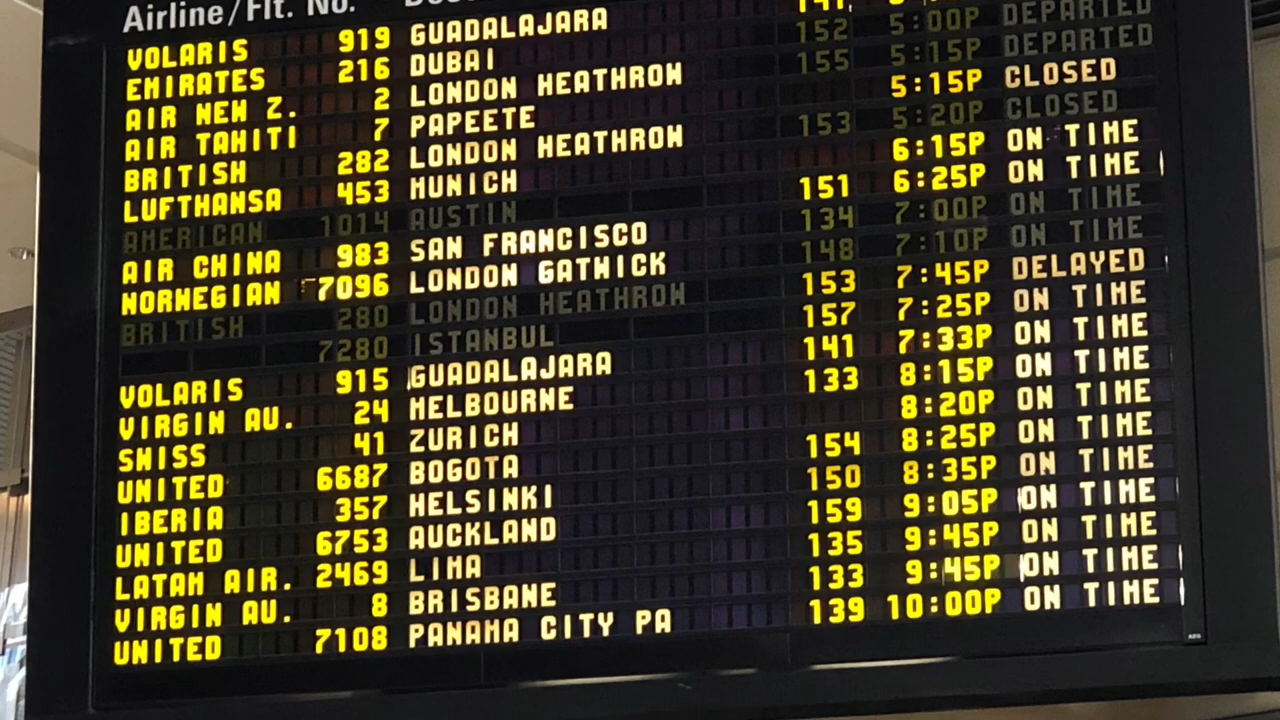 Airline/Flt. No.
VOLARIS 919 GUADALAJARA 141
EMIRATES 216 DUBAI 152 5:00P DEPARTED
AIR NEW Z. 2 LONDON HEATHROW 155 5:15P DEPARTED
AIR TAHITI 7 PAPEETE 5:15P CLOSED
BRITISH 282 LONDON HEATHROW 153 5:20P CLOSED
LUFTHANSA 453 MUNICH 6:15P ON TIME
AMERICAN 1014 AUSTIN 151 6:25P ON TIME
AIR CHINA 983 SAN FRANCISCO 134 7:00P ON TIME
NORWEGIAN 7096 LONDON GATWICK 148 7:10P ON TIME
BRITISH 280 LONDON HEATHROW 153 7:45P DELAYED
7280 ISTANBUL 157 7:25P ON TIME
VOLARIS 915 GUADALAJARA 141 7:33P ON TIME
VIRGIN AU. 24 MELBOURNE 133 8:15P ON TIME
SWISS 41 ZURICH 8:20P ON TIME
UNITED 6687 BOGOTA 154 8:25P ON TIME
IBERIA 357 HELSINKI 150 8:35P ON TIME
UNITED 6753 AUCKLAND 159 9:05P ON TIME
LATAM AIR. 2469 LIMA 135 9:45P ON TIME
VIRGIN AU. 8 BRISBANE 133 9:45P ON TIME
UNITED 7108 PANAMA CITY PA 139 10:00P ON TIME